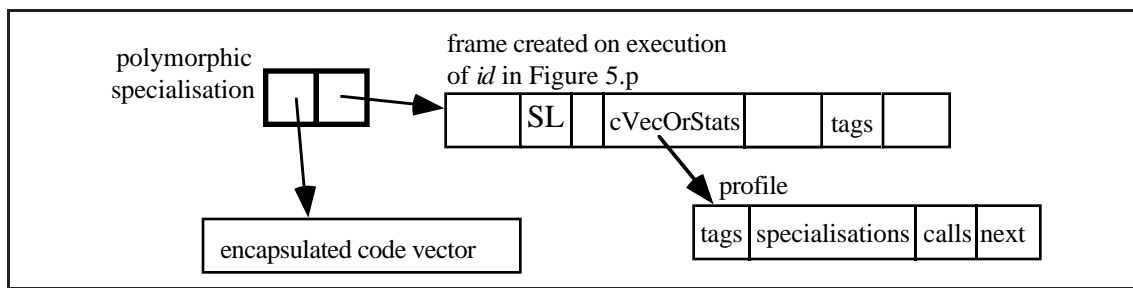 polymorphic
specialisation
frame created on execution
of id in Figure 5.p
SL
cVecOrStats
tags
profile
tags specialisations calls next
encapsulated code vector